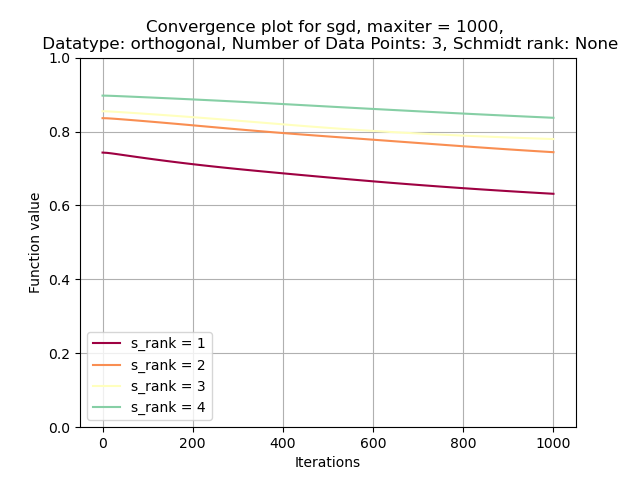 Convergence plot for sgd, maxiter = 1000,
Datatype: orthogonal, Number of Data Points: 3, Schmidt rank: None
1.0
0.8
0.6
0.4
0.2
0.0
Function value
s_rank = 1
s_rank = 2
s_rank = 3
s_rank = 4
0 200 400 600 800 1000
Iterations